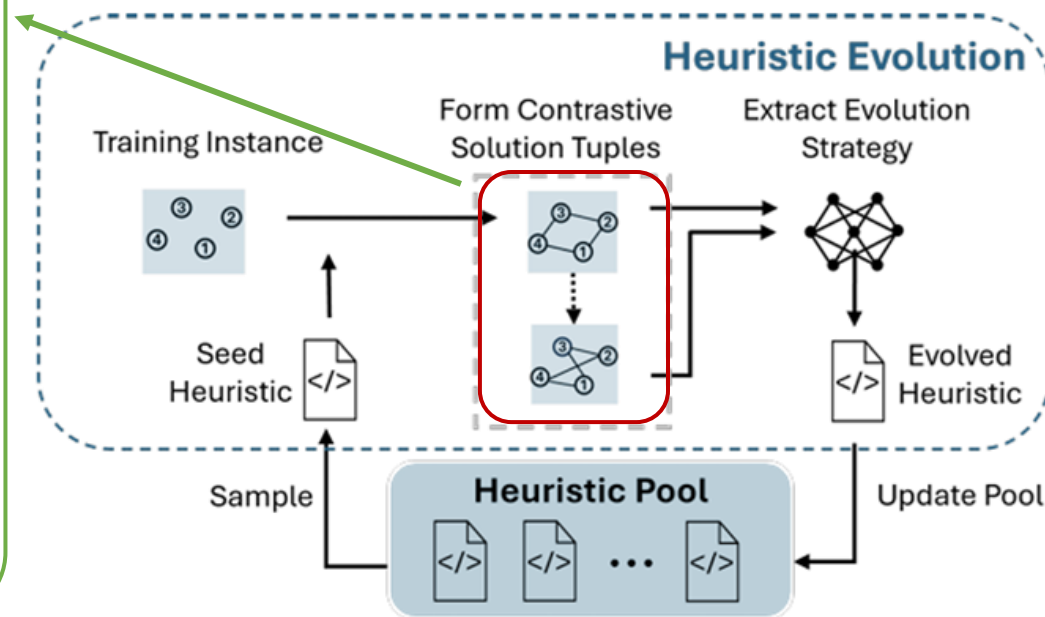 Heuristic Evolution
Training Instance
Form Contrastive
Solution Tuples
Extract Evolution
Strategy
3
2
4
1
3
2
4
1
3
2
4
1
Seed
Heuristic
</>
Evolved
Heuristic
</>
Sample
Heuristic Pool
Update Pool
</>
</>
...
</>